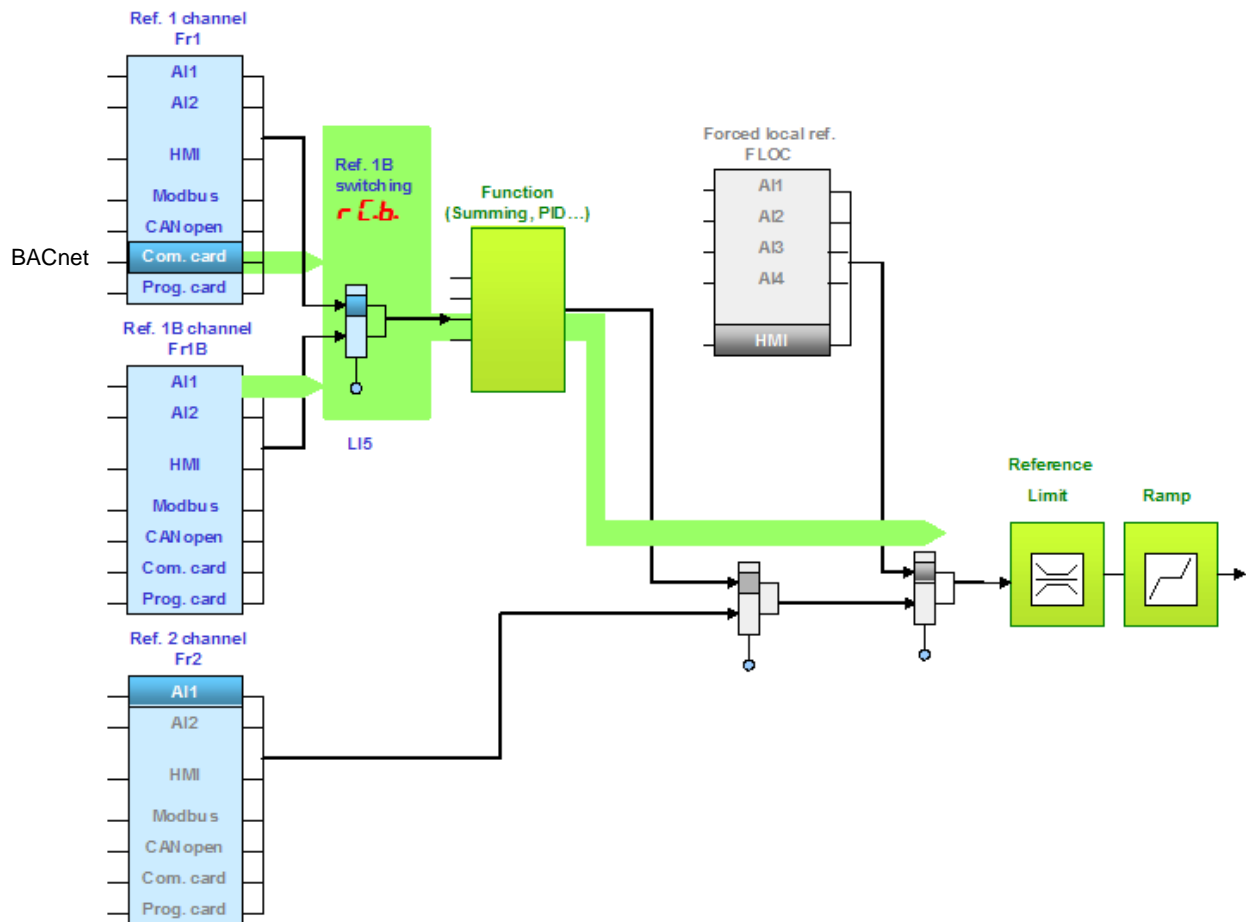 Ref. 1 channel
Fr1
AI1
AI2
HMI
Modbus
CANopen
BACnet
Com. card
Prog. card
Ref. 1B channel
Fr1B
AI1
AI2
HMI
Modbus
CANopen
Com. card
Prog. card
Ref. 2 channel
Fr2
AI1
AI2
HMI
Modbus
CANopen
Com. card
Prog. card
Ref. 1B
switching
rC.b.
LI5
Function
(Summing, PID...)
Forced local ref.
FLOC
AI1
AI2
AI3
AI4
HMI
Reference
Limit
Ramp